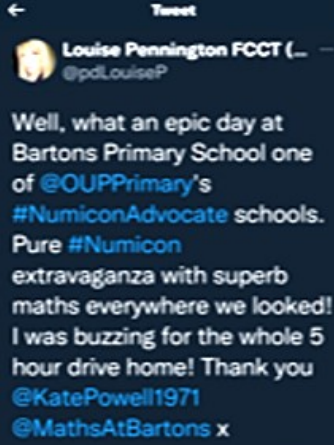 Tweet
Louise Pennington FCCT (...
@pdLouiseP
Well, what an epic day at
Bartons Primary School one
of @OUPPrimary's
#NumiconAdvocate schools.
Pure #Numicon
extravaganza with superb
maths everywhere we looked!
I was buzzing for the whole 5
hour drive home! Thank you
@KatePowell1971
@MathsAtBartons x